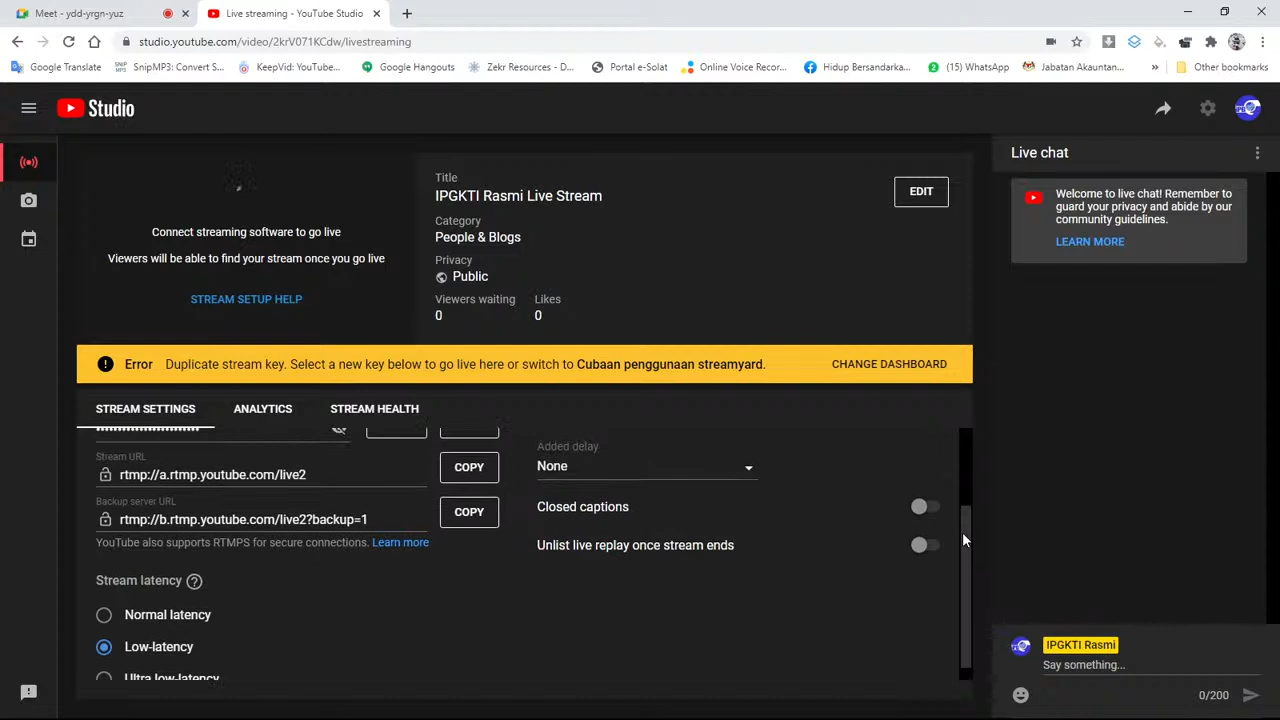 Meet - ydd-yrgn-yuz
Live streaming - YouTube Studio
studio.youtube.com/video/2krV071KCdw/livestreaming
Google Translate
SnipMP3: Convert S...
KeepVid: YouTube...
Google Hangouts
Zekr Resources - D...
Portal e-Solat
Online Voice Recor...
Hidup Bersandarka...
(15) WhatsApp
Jabatan Akauntan...
Other bookmarks
Studio
Live chat
Title
IPGKTI Rasmi Live Stream
EDIT
Category
People & Blogs
Privacy
Public
Viewers waiting
Likes
0
0
Connect streaming software to go live
Viewers will be able to find your stream once you go live
STREAM SETUP HELP
Welcome to live chat! Remember to
guard your privacy and abide by our
community guidelines.
LEARN MORE
Error Duplicate stream key. Select a new key below to go live here or switch to Cubaan penggunaan streamyard.
CHANGE DASHBOARD
STREAM SETTINGS
ANALYTICS
STREAM HEALTH
Stream URL
rtmp://a.rtmp.youtube.com/live2
COPY
Backup server URL
rtmp://b.rtmp.youtube.com/live2?backup=1
COPY
YouTube also supports RTMPS for secure connections. Learn more
Added delay
None
Closed captions
Unlist live replay once stream ends
Stream latency
Normal latency
Low-latency
Ultra low-latency
IPGKTI Rasmi
Say something...
0/200